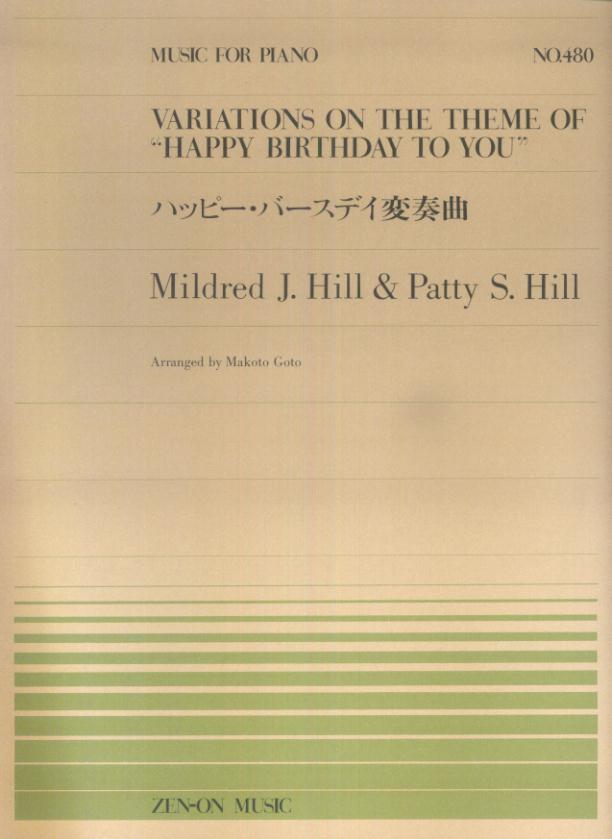 MUSIC FOR PIANO NO.480
VARIATIONS ON THE THEME OF
“HAPPY BIRTHDAY TO YOU”
ハッピー・バースデイ変奏曲
Mildred J. Hill & Patty S. Hill
Arranged by Makoto Goto
ZEN-ON MUSIC